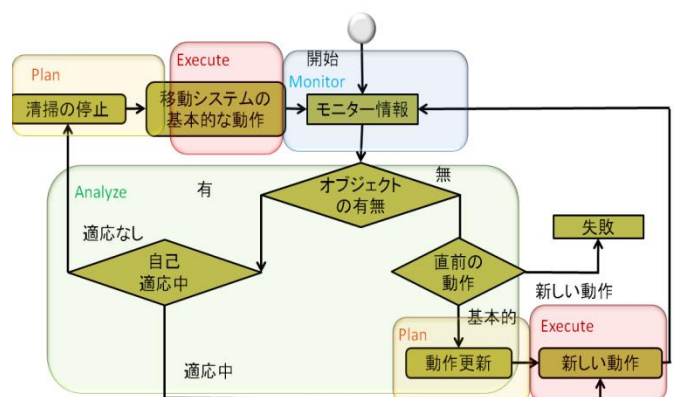 開始
Execute
Plan
Monitor
清掃の停止
移動システムの
基本的な動作
モニター情報
Analyze
有
オブジェクト
の有無
無
適応なし
自己
適応中
直前の
動作
失敗
新しい動作
基本的
Plan
Execute
適応中
動作更新
新しい動作